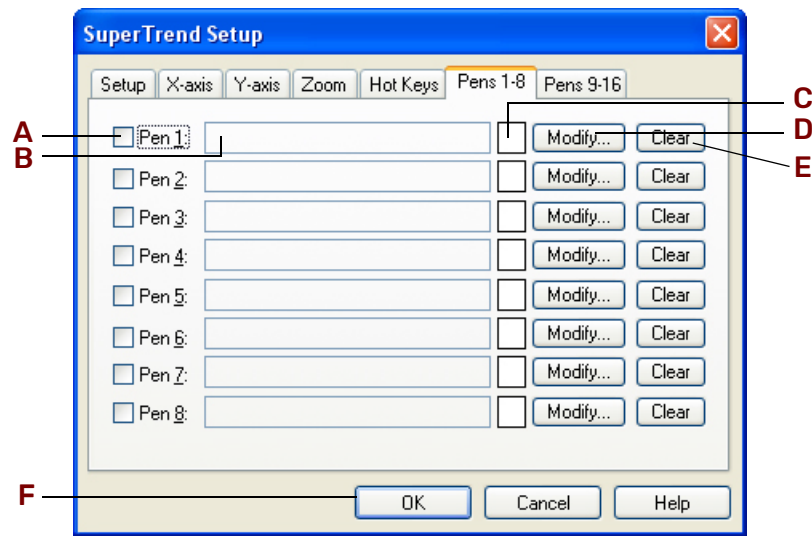 SuperTrend Setup
Setup X-axis Y-axis Zoom Hot Keys Pens 1-8 Pens 9-16
C
A Pen 1: Modify... Clear D
B E
Pen 2: Modify... Clear
Pen 3: Modify... Clear
Pen 4: Modify... Clear
Pen 5: Modify... Clear
Pen 6: Modify... Clear
Pen 7: Modify... Clear
Pen 8: Modify... Clear
F OK Cancel Help